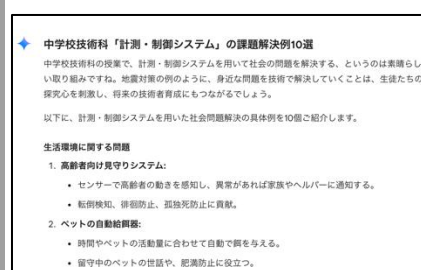 中学校技術科「計測・制御システム」の課題解決例10選
中学校技術科の授業で、計測・制御システムを用いて社会の問題を解決する、というのは素晴らし
い取り組みですね。地震対策の例のように、身近な問題を技術で解決していくことは、生徒たちの
探究心を刺激し、将来の技術者育成にもつながるでしょう。
以下に、計測・制御システムを用いた社会問題解決の具体例を10個ご紹介します。
生活環境に関する問題
1. 高齢者向け見守りシステム:
• センサーで高齢者の動きを感知し、異常があれば家族やヘルパーに通知する。
• 転倒検知、徘徊防止、孤独死防止に貢献。
2. ペットの自動給餌器:
• 時間やペットの活動量に合わせて自動で餌を与える。
• 留守中のペットの世話や、肥満防止に役立つ。